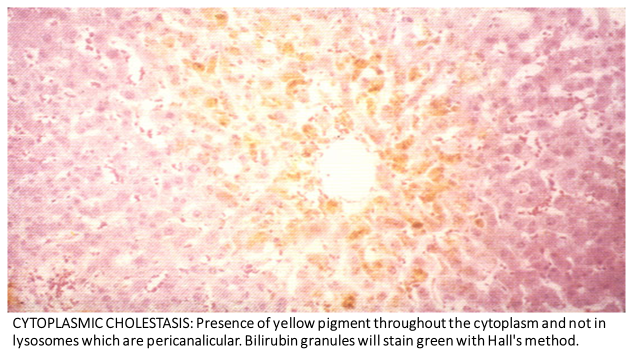 CYTOPLASMIC CHOLESTASIS: Presence of yellow pigment throughout the cytoplasm and not in
lysosomes which are pericanalicular. Bilirubin granules will stain green with Hall's method.